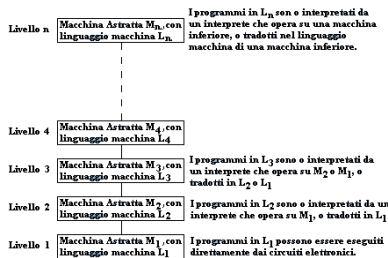 Livello n
Macchina Astratta Mn, con
linguaggio macchina Ln
I programmi in Ln son o interpretati da
un interprete che opera su una macchina
inferiore, o tradotti nel linguaggio
macchina di una macchina inferiore.
Livello 4
Macchina Astratta M4, con
linguaggio macchina L4
Livello 3
Macchina Astratta M3, con
linguaggio macchina L3
I programmi in L3 sono o interpretati da
un interprete che opera su M2 o M1, o
tradotti in L2 o L1
Livello 2
Macchina Astratta M2, con
linguaggio macchina L2
I programmi in L2 sono o interpretati da un
interprete che opera su M1, o tradotti in L1
Livello 1
Macchina Astratta M1, con
linguaggio macchina L1
I programmi in L1 possono essere eseguiti
direttamente dai circuiti elettronici.